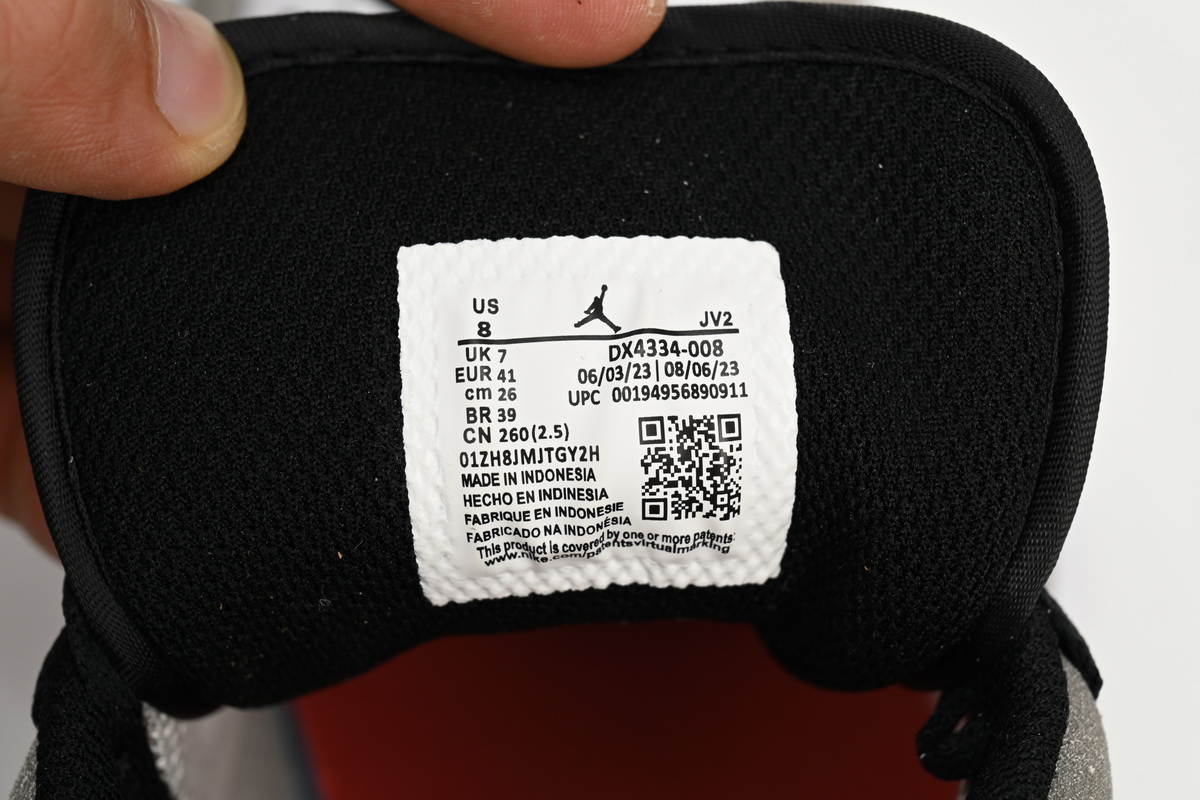 US
8
JV2
UK 7
DX4334-008
EUR 41
06/03/23 | 08/06/23
cm 26
UPC 00194956890911
BR 39
CN 260(2.5)
01ZH8JMJTGY2H
MADE IN INDONESIA
HECHO EN INDINESIA
FABRIQUE EN INDONESIE
FABRICADO NA INDONÉSIA
This product is covered by one or more patents:
www.nike.com/patentsvirtualmarking